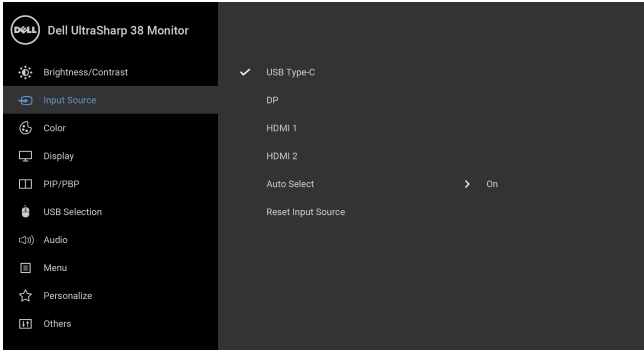 DELL Dell UltraSharp 38 Monitor
Brightness/Contrast
Input Source
Color
Display
PIP/PBP
USB Selection
Audio
Menu
Personalize
Others
USB Type-C
DP
HDMI 1
HDMI 2
Auto Select On
Reset Input Source